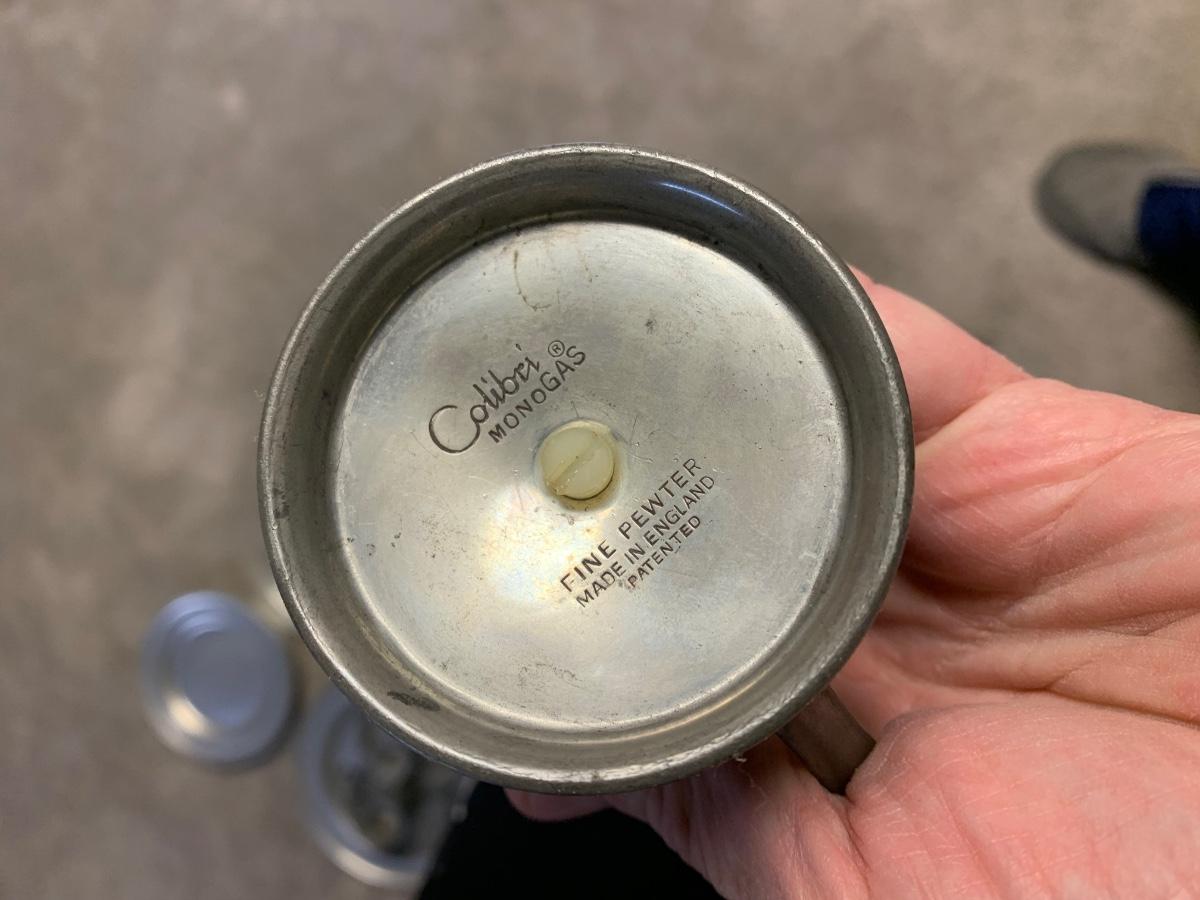 Colibri ®
MONOGAS
FINE PEWTER
MADE IN ENGLAND
PATENTED